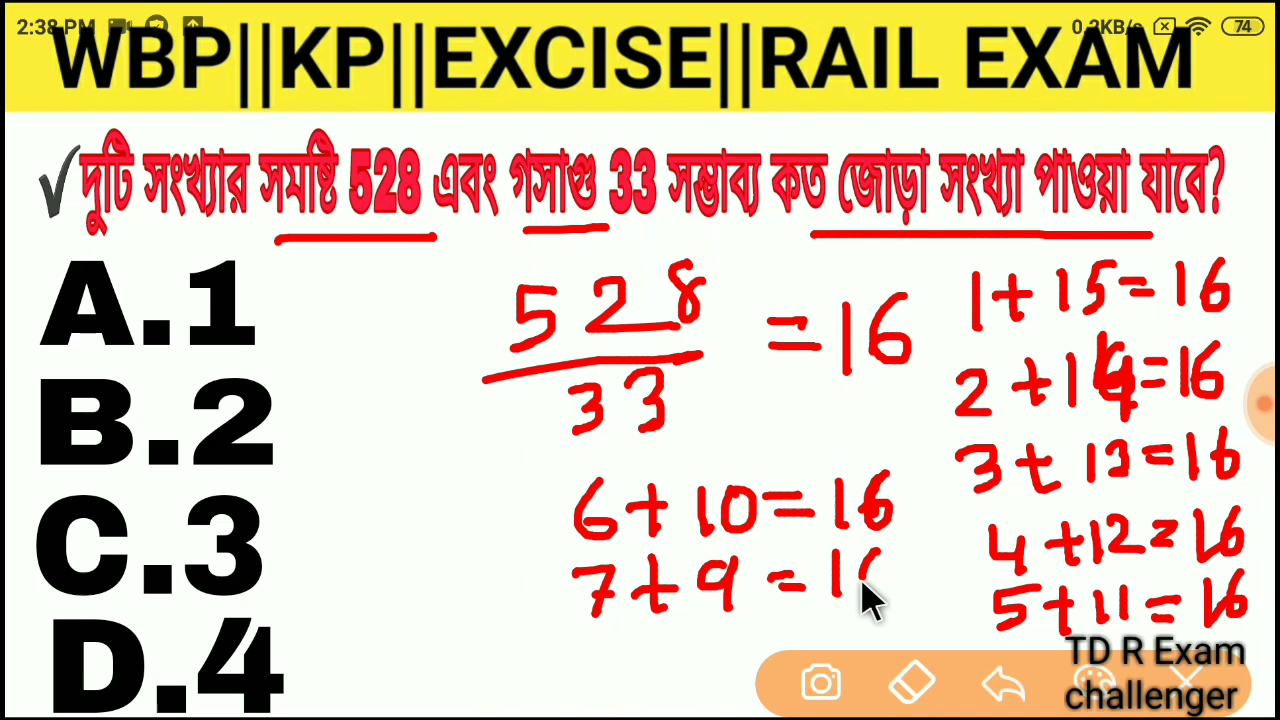 2:38 PM 0.2KB/s 74
WBP||KP||EXCISE||RAIL EXAM
✓দুটি সংখ্যার সমষ্টি 528 এবং গসাগু 33 সম্ভাব্য কত জোড়া সংখ্যা পাওয়া যাবে?
A.1
B.2
C.3
D.4
528
33
=16
6+10=16
7+9=16
1+15=16
2+14=16
3+13=16
4+12=16
5+11=16
TD R Exam
challenger